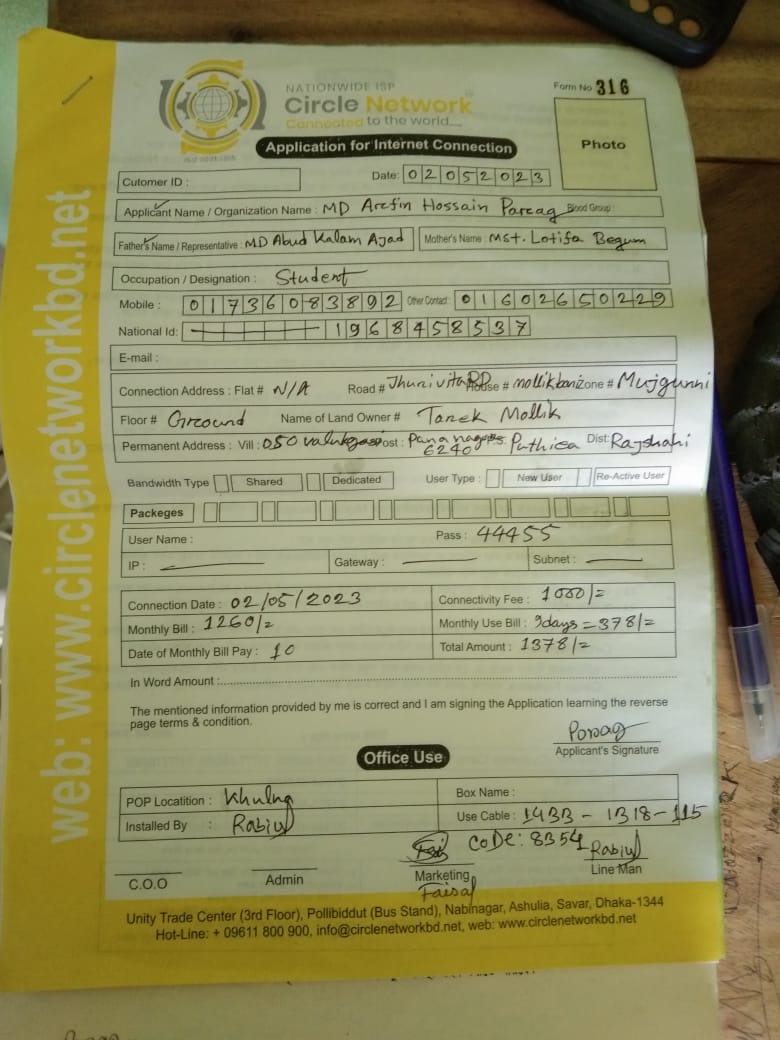 NATIONWIDE ISP
Circle Network
Connected to the world....
ISO 9001:2015
Form No 316
Photo
Application for Internet Connection
Cutomer ID :
Date: 02052023
Applicant Name / Organization Name : MD Arefin Hossain Paroag Blood Group :
Father's Name / Representative : MD Abud Kalam Ajad Mother's Name : Mst. Lotifa Begum
Occupation / Designation : Student
Mobile : 01736083892 Other Contact : 01602650229
National Id: 1968458537
E-mail :
Connection Address : Flat # N/A Road # Jhurivita RD House # mollikbari zone # Mujgunni
Floor # Ground Name of Land Owner # Tarek Mollik
Permanent Address : Vill : Post : 6240 P.S: Puthiea Dist: Rajshahi
Bandwidth Type Shared Dedicated User Type : New User Re-Active User
Packeges
User Name : Pass : 44455
IP : Gateway : Subnet :
Connection Date : 02/05/2023 Connectivity Fee : 1000/=
Monthly Bill : 1260/= Monthly Use Bill : 9days = 378/=
Date of Monthly Bill Pay : 10 Total Amount : 1378/=
In Word Amount :
The mentioned information provided by me is correct and I am signing the Application learning the reverse
page terms & condition.
Poroag
Applicant's Signature
Office Use
POP Locatition : Khulna Box Name :
Installed By : Rabiul Use Cable : 1433 - 1318 - 115
CODE: 8354
Rabiul
C.O.O Admin Marketing Line Man
Faisal
Unity Trade Center (3rd Floor), Pollibiddut (Bus Stand), Nabinagar, Ashulia, Savar, Dhaka-1344
Hot-Line: + 09611 800 900, info@circlenetworkbd.net, web: www.circlenetworkbd.net
web: www.circlenetworkbd.net